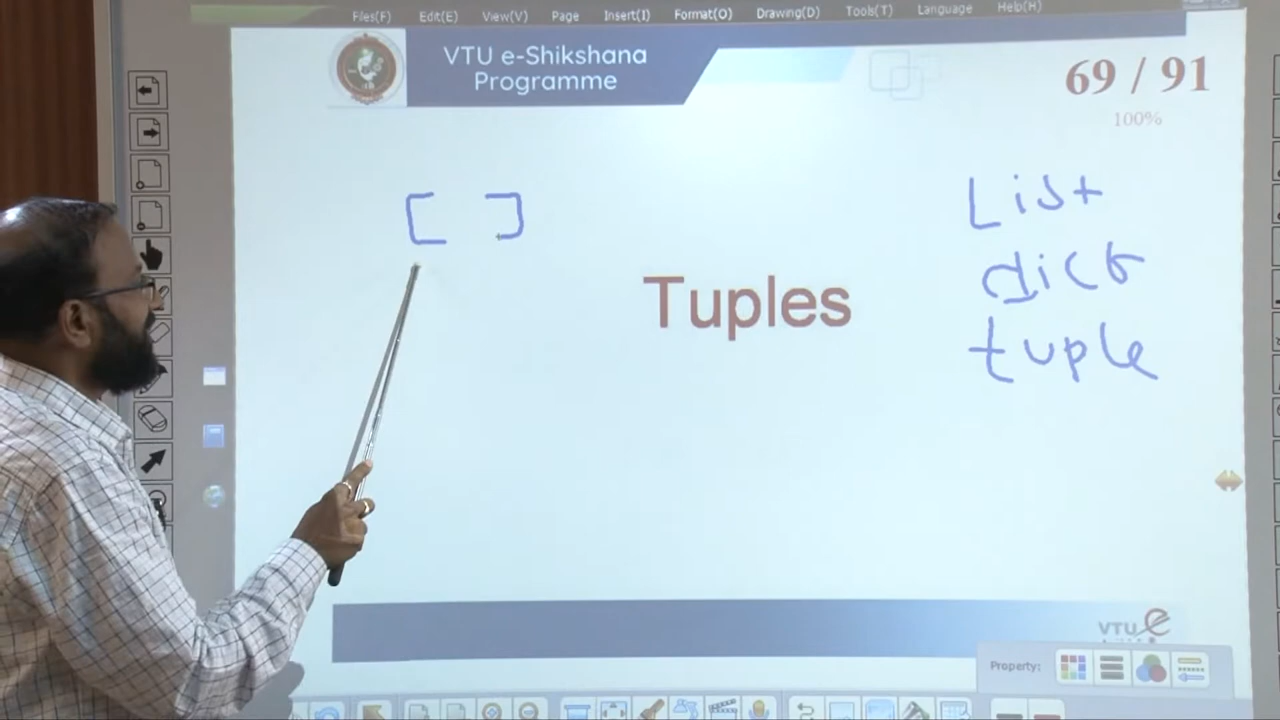 Files(F) Edit(E) View(V) Page Insert(I) Format(O) Drawing(D) Tools(T) Language Help(H)
VTU e-Shikshana
Programme
69 / 91
100%
[ ]
List
dict
tuple
Tuples
VTU e
Property: